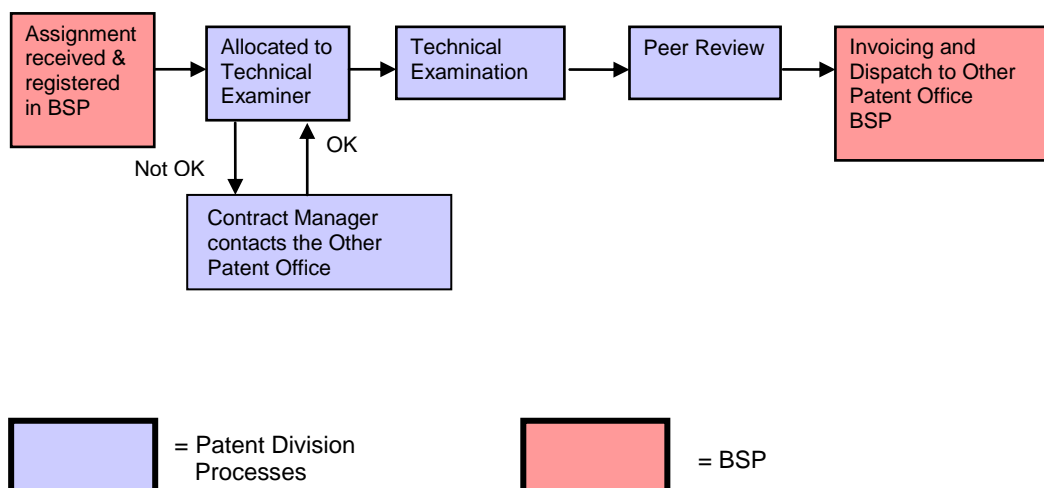 Assignment
received &
registered
in BSP
Allocated to
Technical
Examiner
Technical
Examination
Peer Review
Invoicing and
Dispatch to Other
Patent Office
BSP
Not OK
OK
Contract Manager
contacts the Other
Patent Office
= Patent Division
Processes
= BSP